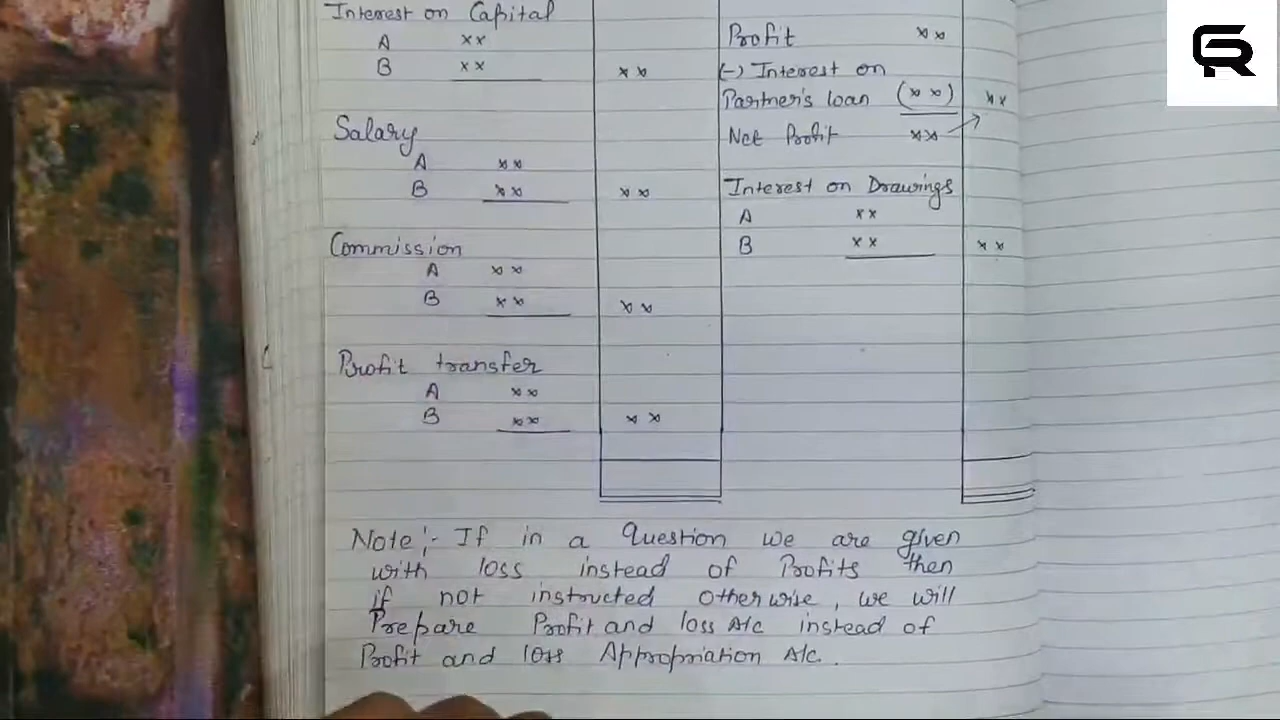 Interest on Capital
A xx
B xx xx
Salary
A xx
B xx xx
Commission
A xx
B xx xx
Profit transfer
A xx
B xx xx
Profit xx
(-) Interest on
Partner's loan (xx) xx
Net Profit xx
Interest on Drawings
A xx
B xx xx
Note:- If in a Question we are given
with loss instead of Profits then
if not instructed otherwise, we will
Prepare Profit and loss A/c instead of
Profit and loss Appropriation A/c.
GR